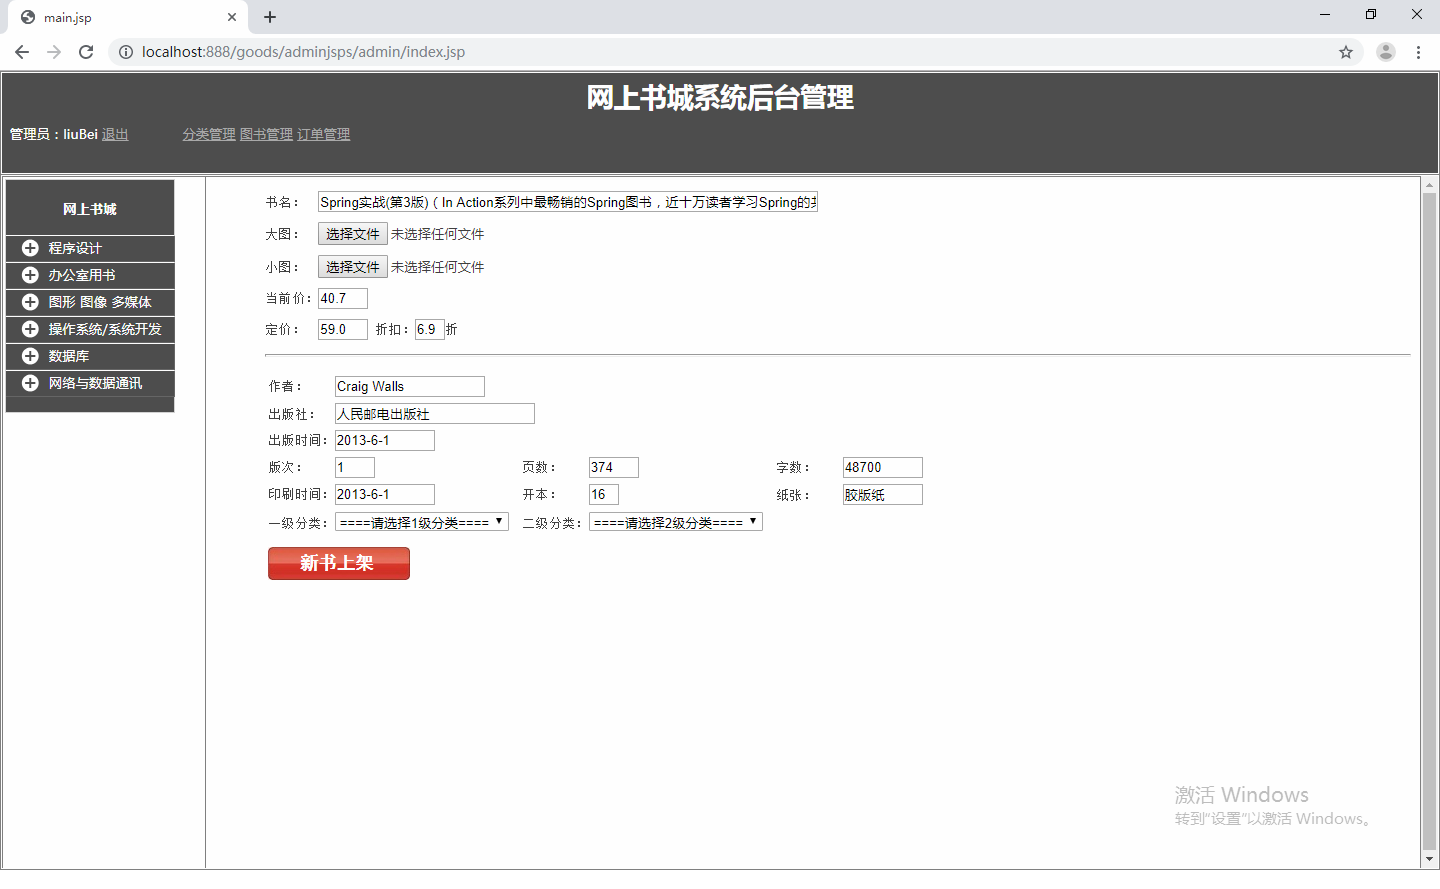 main.jsp
localhost:888/goods/adminjsps/admin/index.jsp
网上书城系统后台管理
管理员：liuBei 退出 分类管理 图书管理 订单管理
网上书城
程序设计
办公室用书
图形 图像 多媒体
操作系统/系统开发
数据库
网络与数据通讯
书名： Spring实战(第3版)（In Action系列中最畅销的Spring图书，近十万读者学习Spring的
大图： 选择文件 未选择任何文件
小图： 选择文件 未选择任何文件
当前价： 40.7
定价： 59.0 折扣： 6.9 折
作者： Craig Walls
出版社： 人民邮电出版社
出版时间： 2013-6-1
版次： 1 页数： 374 字数： 48700
印刷时间： 2013-6-1 开本： 16 纸张： 胶版纸
一级分类： ====请选择1级分类==== 二级分类： ====请选择2级分类====
新书上架
激活 Windows
转到"设置"以激活 Windows。